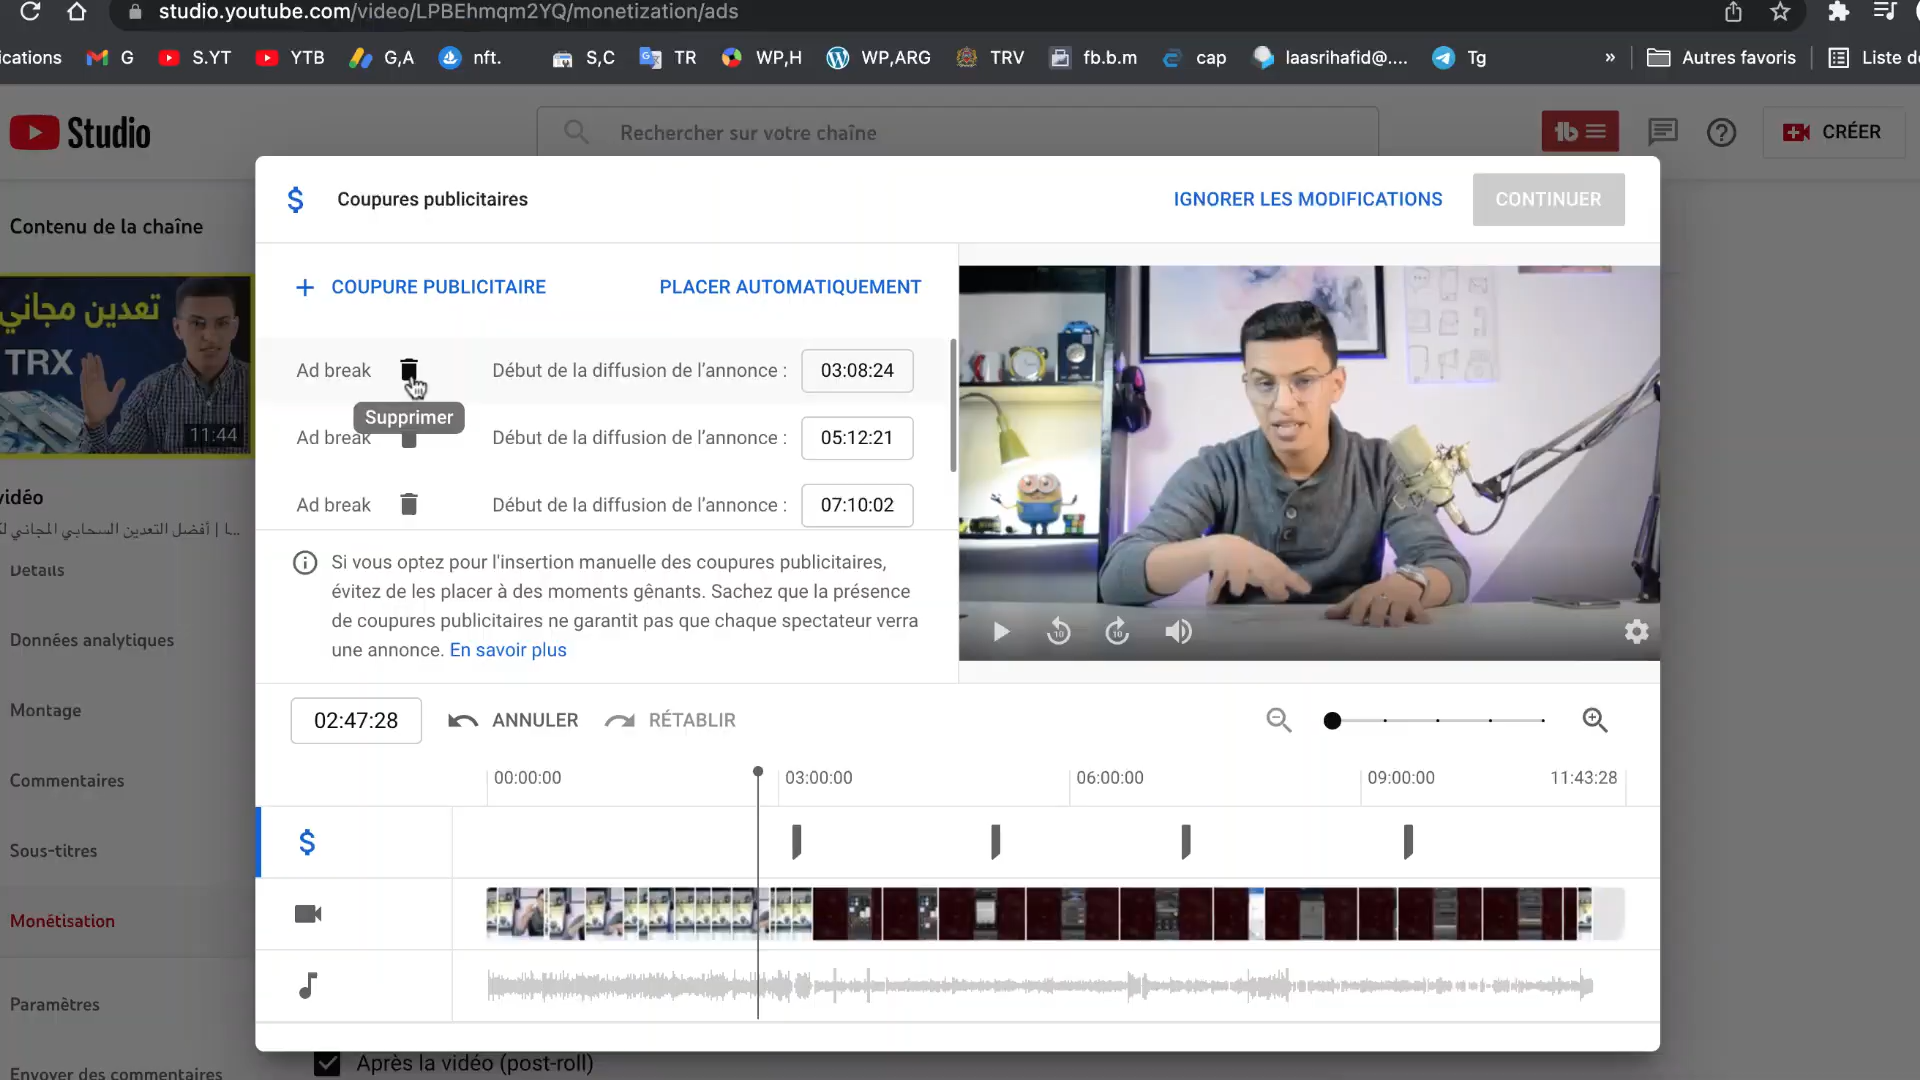 studio.youtube.com/video/LPBEhmqm2YQ/monetization/ads
ications G S.YT YTB G,A nft. S,C TR WP,H WP,ARG TRV fb.b.m cap laasrihafid@.... Tg » Autres favoris Liste de
Studio
Rechercher sur votre chaîne
CRÉER
Contenu de la chaîne
تعدين مجاني
TRX
11:44
vidéo
أفضل التعدين السحابي المجاني لـ | L...
Détails
Données analytiques
Montage
Commentaires
Sous-titres
Monétisation
Paramètres
Envoyer des commentaires
Coupures publicitaires
IGNORER LES MODIFICATIONS
CONTINUER
+ COUPURE PUBLICITAIRE
PLACER AUTOMATIQUEMENT
Ad break Début de la diffusion de l'annonce : 03:08:24
Supprimer
Ad break Début de la diffusion de l'annonce : 05:12:21
Ad break Début de la diffusion de l'annonce : 07:10:02
Si vous optez pour l'insertion manuelle des coupures publicitaires,
évitez de les placer à des moments gênants. Sachez que la présence
de coupures publicitaires ne garantit pas que chaque spectateur verra
une annonce. En savoir plus
10 10
02:47:28 ANNULER RÉTABLIR
00:00:00 03:00:00 06:00:00 09:00:00 11:43:28
Après la vidéo (post-roll)